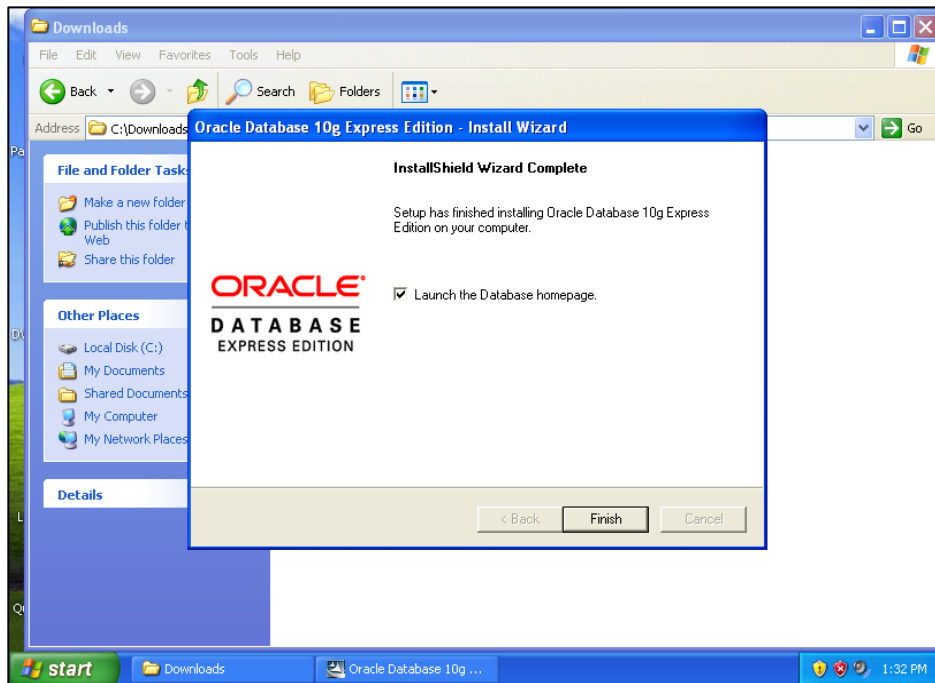 Downloads
File Edit View Favorites Tools Help
Back Search Folders
Address C:\Downloads Go
Oracle Database 10g Express Edition - Install Wizard
File and Folder Task
Make a new folder
Publish this folder t
Web
Share this folder
Other Places
Local Disk (C:)
My Documents
Shared Documents
My Computer
My Network Places
Details
InstallShield Wizard Complete
Setup has finished installing Oracle Database 10g Express
Edition on your computer.
ORACLE
DATABASE
EXPRESS EDITION
Launch the Database homepage.
< Back Finish Cancel
Pa
L
start Downloads Oracle Database 10g ... 1:32 PM